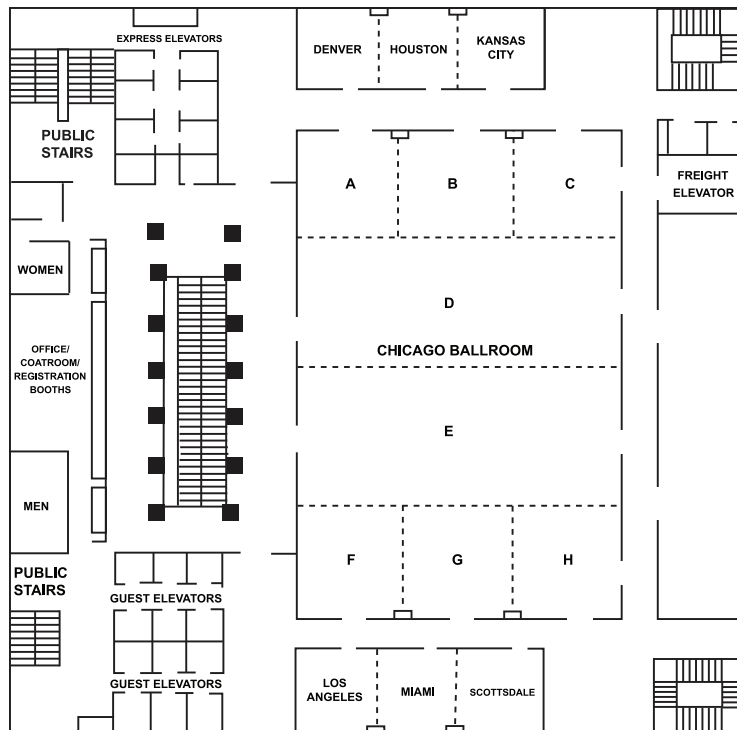 EXPRESS ELEVATORS
DENVER
HOUSTON
KANSAS
CITY
PUBLIC
STAIRS
A
B
C
FREIGHT
ELEVATOR
WOMEN
D
OFFICE/
COATROOM/
REGISTRATION
BOOTHS
CHICAGO BALLROOM
E
MEN
F
G
H
PUBLIC
STAIRS
GUEST ELEVATORS
GUEST ELEVATORS
LOS
ANGELES
MIAMI
SCOTTSDALE